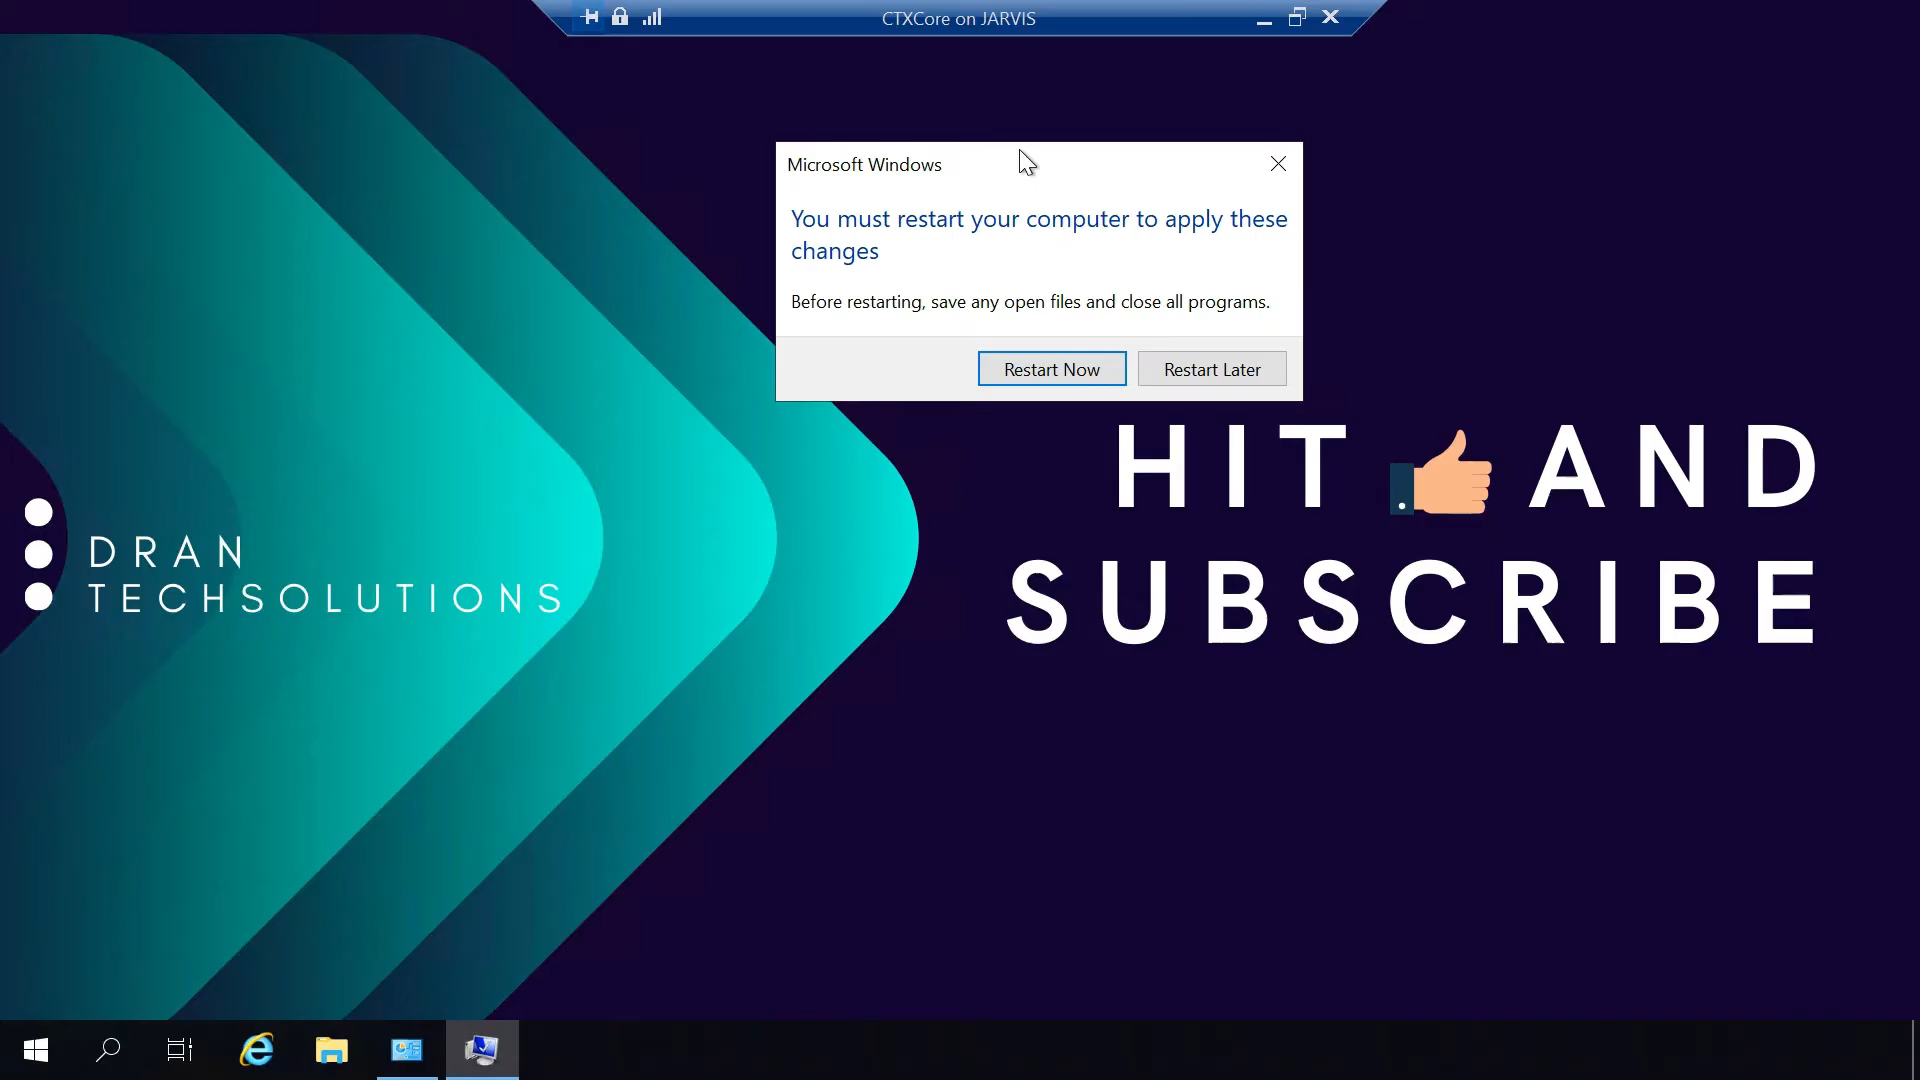 CTXCore on JARVIS
Microsoft Windows
You must restart your computer to apply these
changes
Before restarting, save any open files and close all programs.
Restart Now
Restart Later
HIT AND
SUBSCRIBE
DRAN
TECHSOLUTIONS